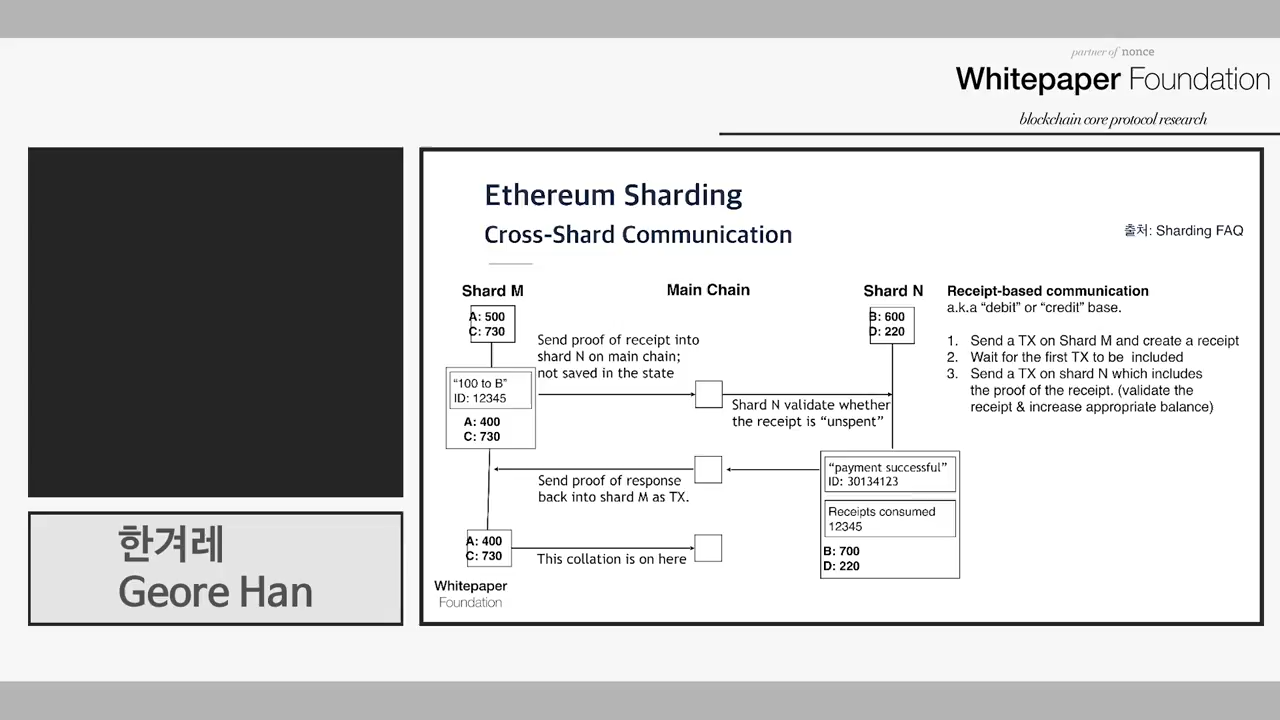 partner of nonce
Whitepaper Foundation
blockchain core protocol research
Ethereum Sharding
Cross-Shard Communication
출처: Sharding FAQ
Shard M
Main Chain
Shard N
A: 500
C: 730
Send proof of receipt into
shard N on main chain;
not saved in the state
"100 to B"
ID: 12345
A: 400
C: 730
B: 600
D: 220
Shard N validate whether
the receipt is "unspent"
Send proof of response
back into shard M as TX.
"payment successful"
ID: 30134123
Receipts consumed
12345
B: 700
D: 220
A: 400
C: 730
This collation is on here
Receipt-based communication
a.k.a "debit" or "credit" base.
1. Send a TX on Shard M and create a receipt
2. Wait for the first TX to be included
3. Send a TX on shard N which includes
the proof of the receipt. (validate the
receipt & increase appropriate balance)
Whitepaper
Foundation
한겨레
Geore Han